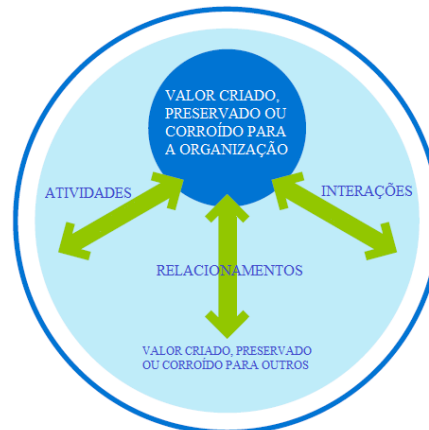 VALOR CRIADO,
PRESERVADO OU
CORROÍDO PARA
A ORGANIZAÇÃO
ATIVIDADES
INTERAÇÕES
RELACIONAMENTOS
VALOR CRIADO, PRESERVADO
OU CORROÍDO PARA OUTROS